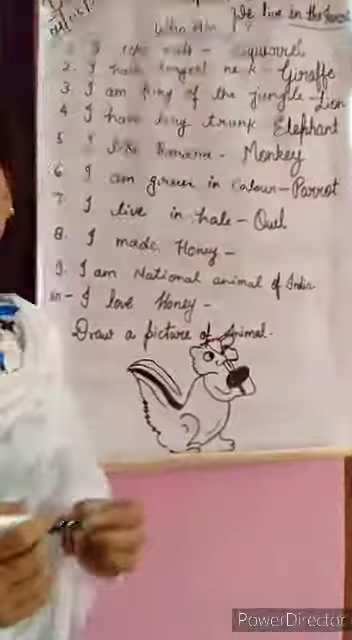 Who Am I?
We live in the forest
1. I like nuts - Squirrel
2. I have longest neck - Giraffe
3. I am king of the jungle - Lion
4. I have long trunk Elephant
5 I like Banana - Monkey
6 I am green in Colour - Parrot
7. I live in hole - Owl
8. I made Honey -
9. I am National animal of India
10 - I love Honey -
Draw a picture of Animal.
PowerDirector